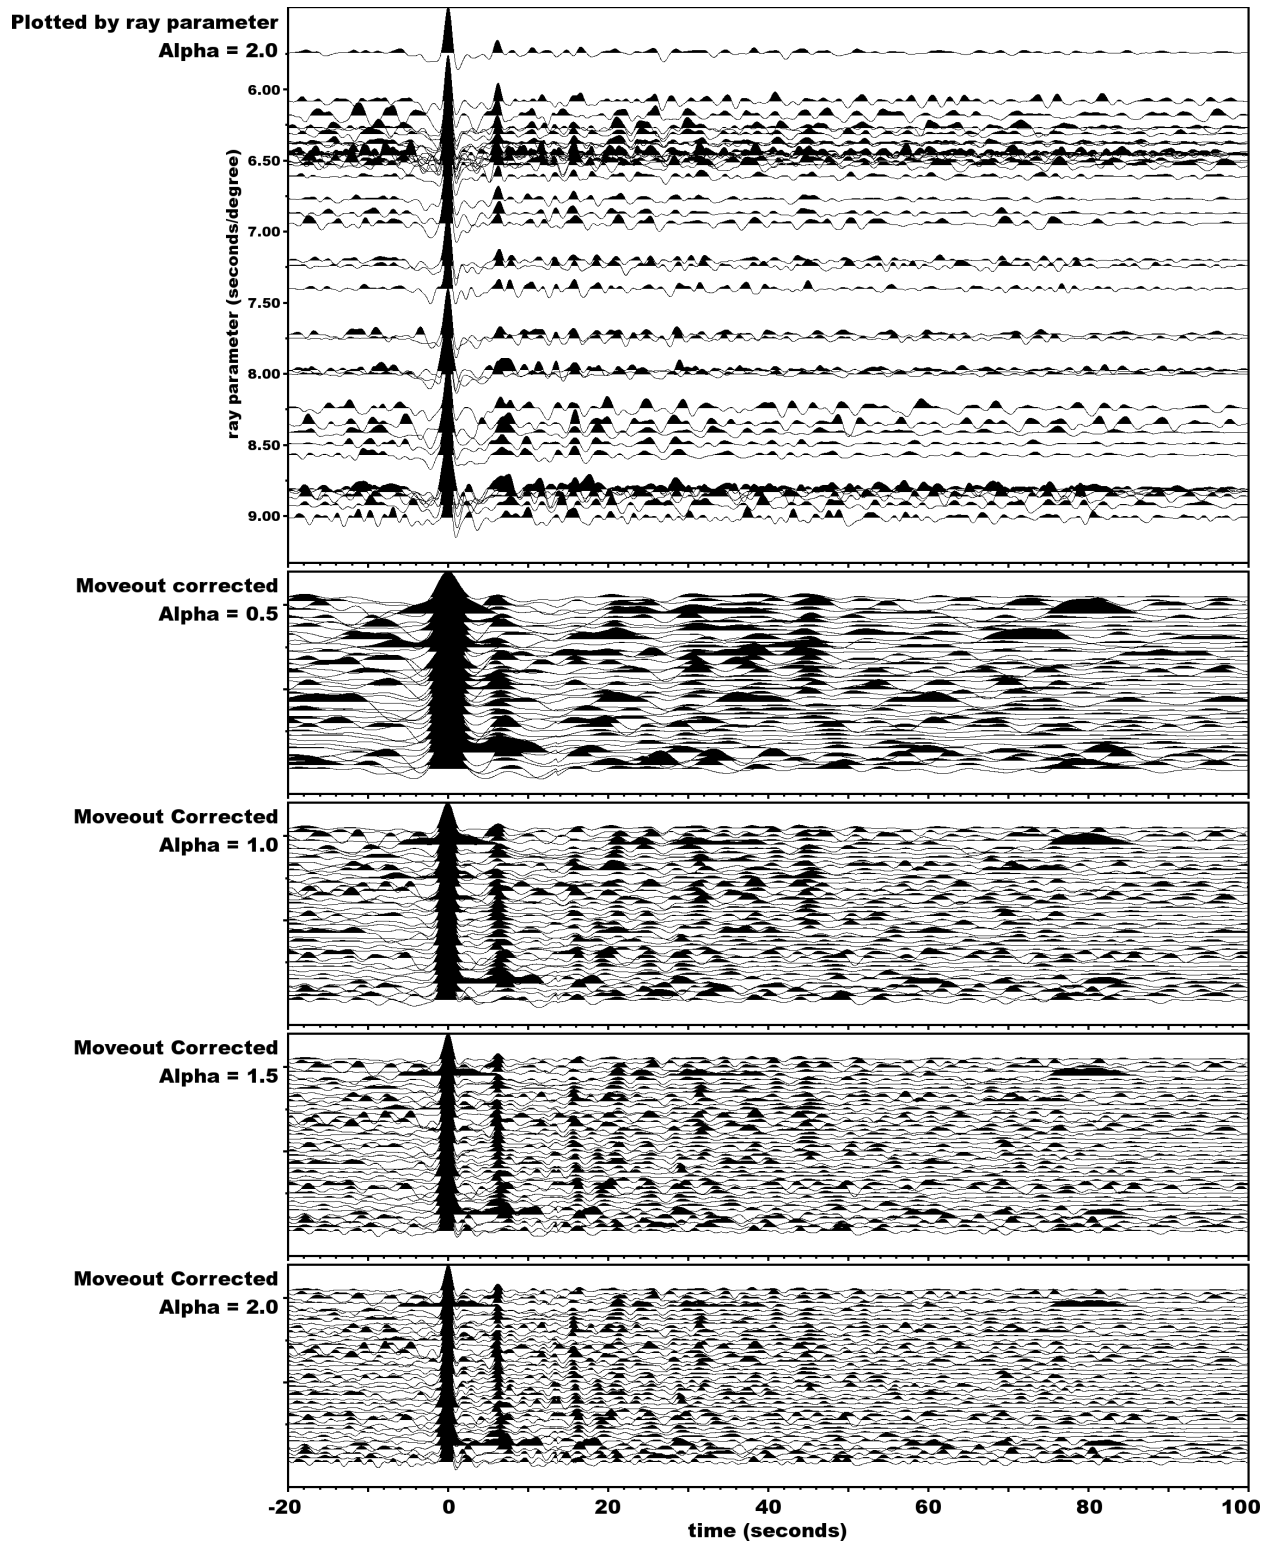 Plotted by ray parameter
Alpha = 2.0
6.00
6.50
7.00
7.50
8.00
8.50
9.00
ray parameter (seconds/degree)
Moveout corrected
Alpha = 0.5
Moveout Corrected
Alpha = 1.0
Moveout Corrected
Alpha = 1.5
Moveout Corrected
Alpha = 2.0
-20 0 20 40 60 80 100
time (seconds)